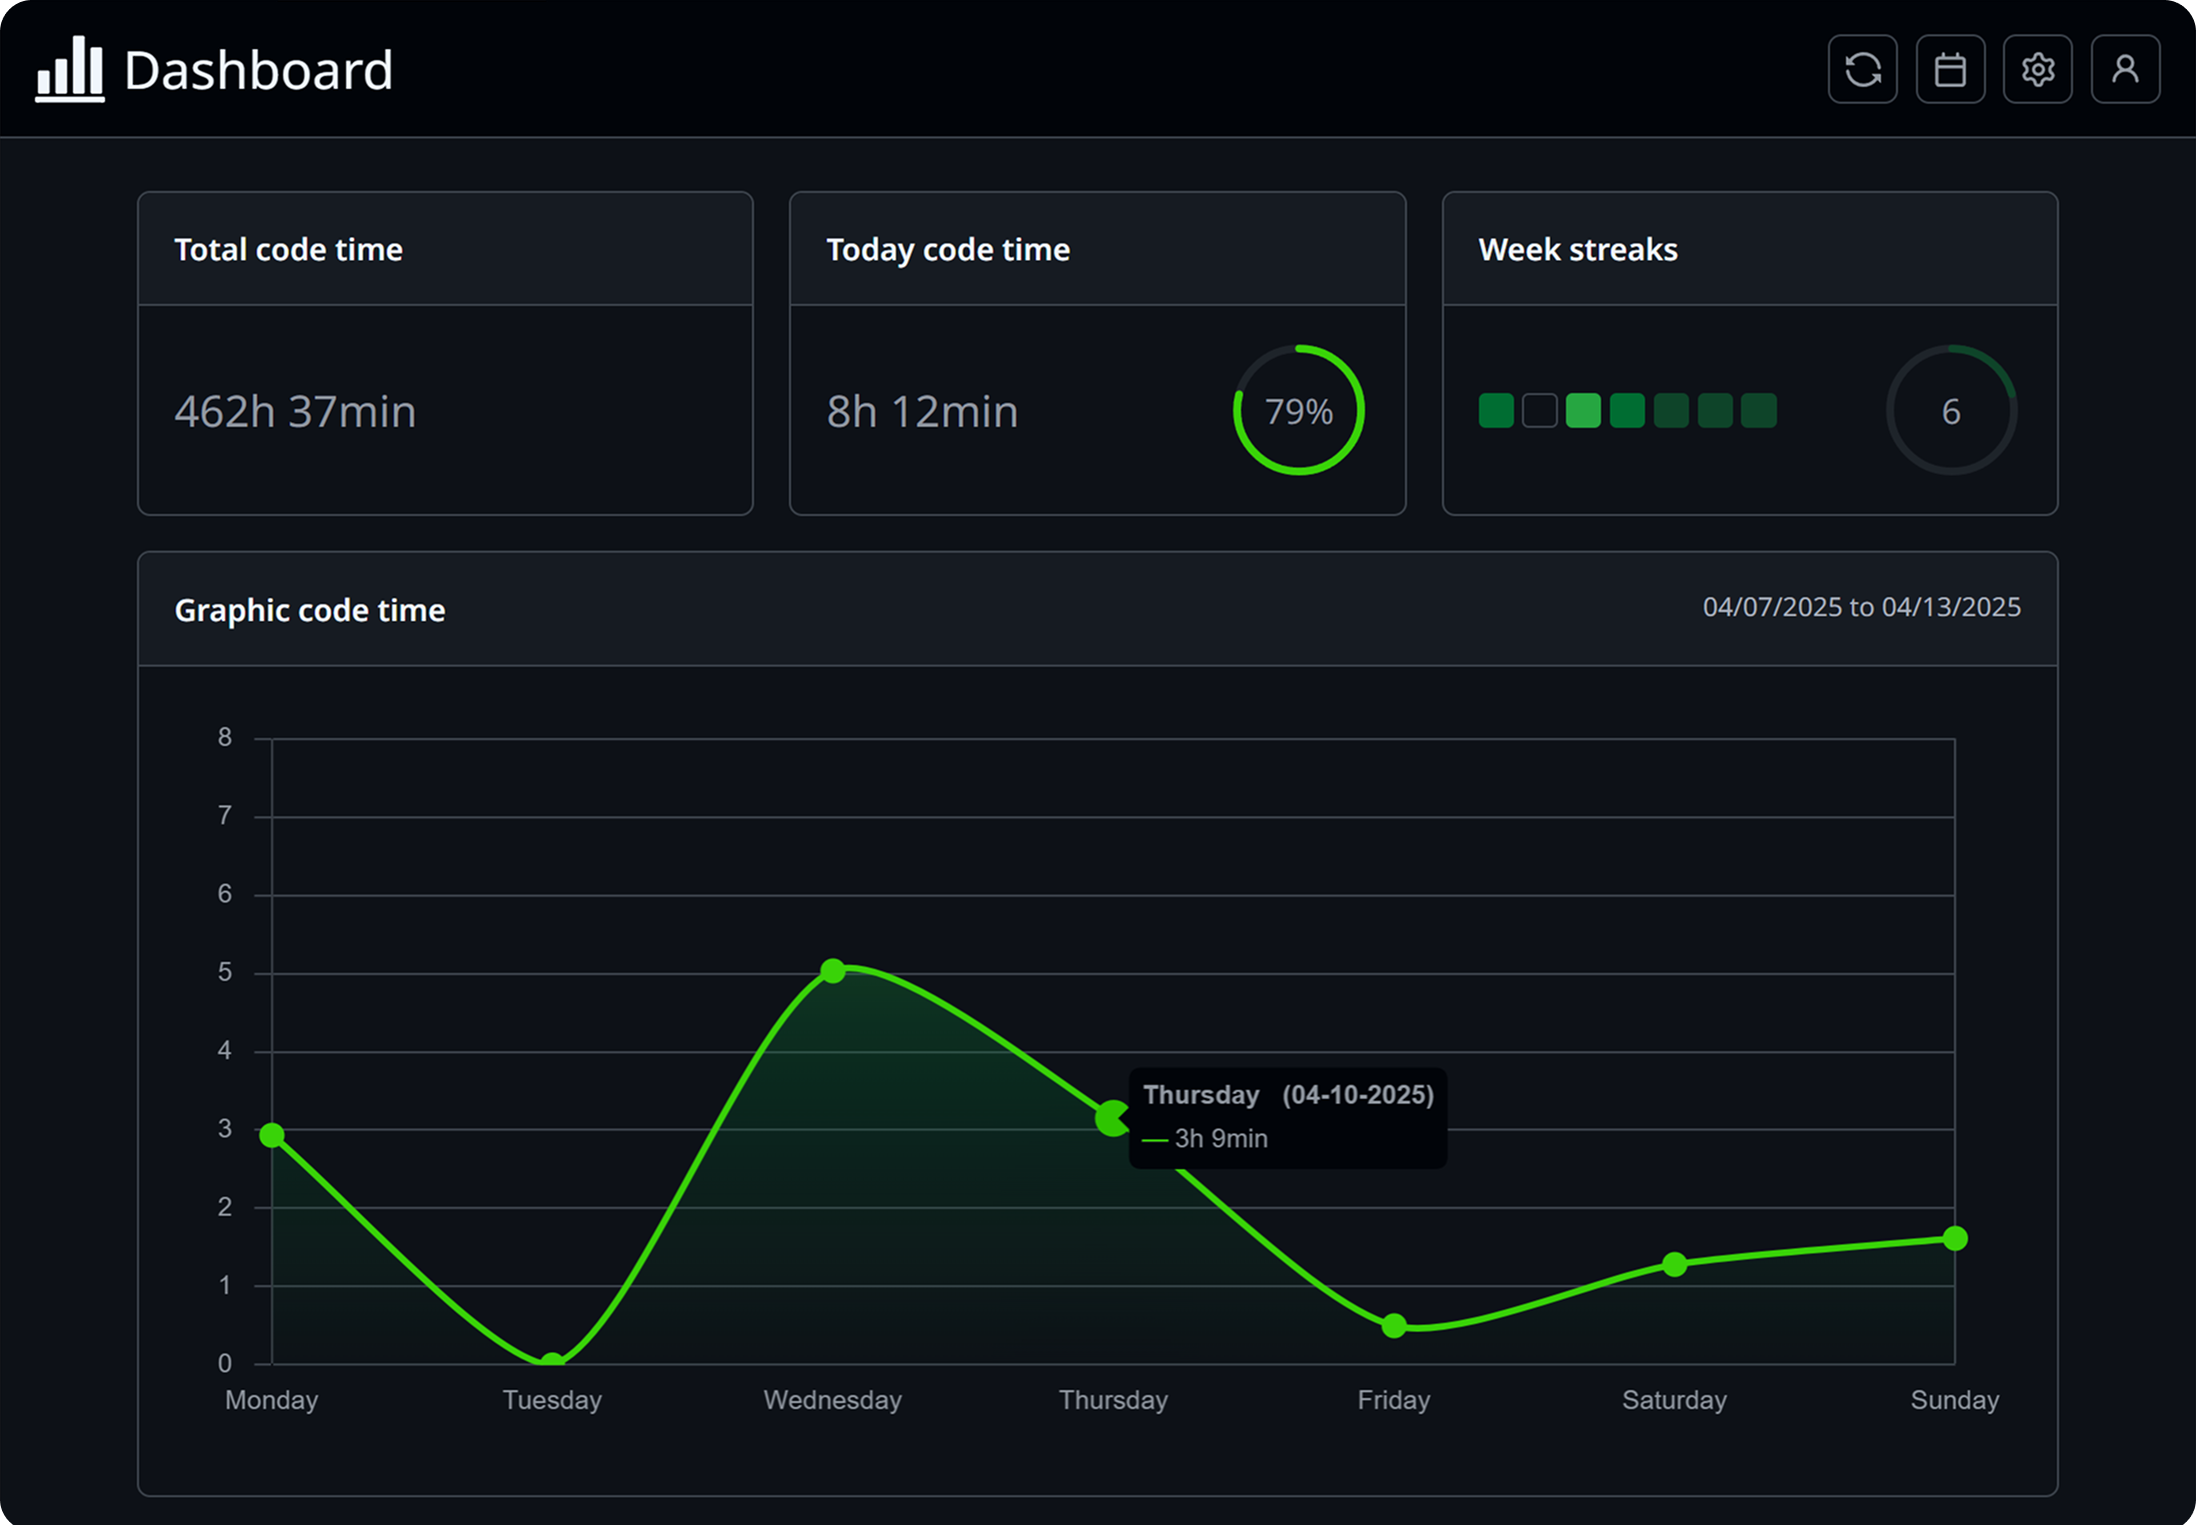 Dashboard
Total code time
462h 37min
Today code time
8h 12min
79%
Week streaks
6
Graphic code time
04/07/2025 to 04/13/2025
8
7
6
5
4
3
2
1
0
Thursday (04-10-2025)
3h 9min
Monday Tuesday Wednesday Thursday Friday Saturday Sunday